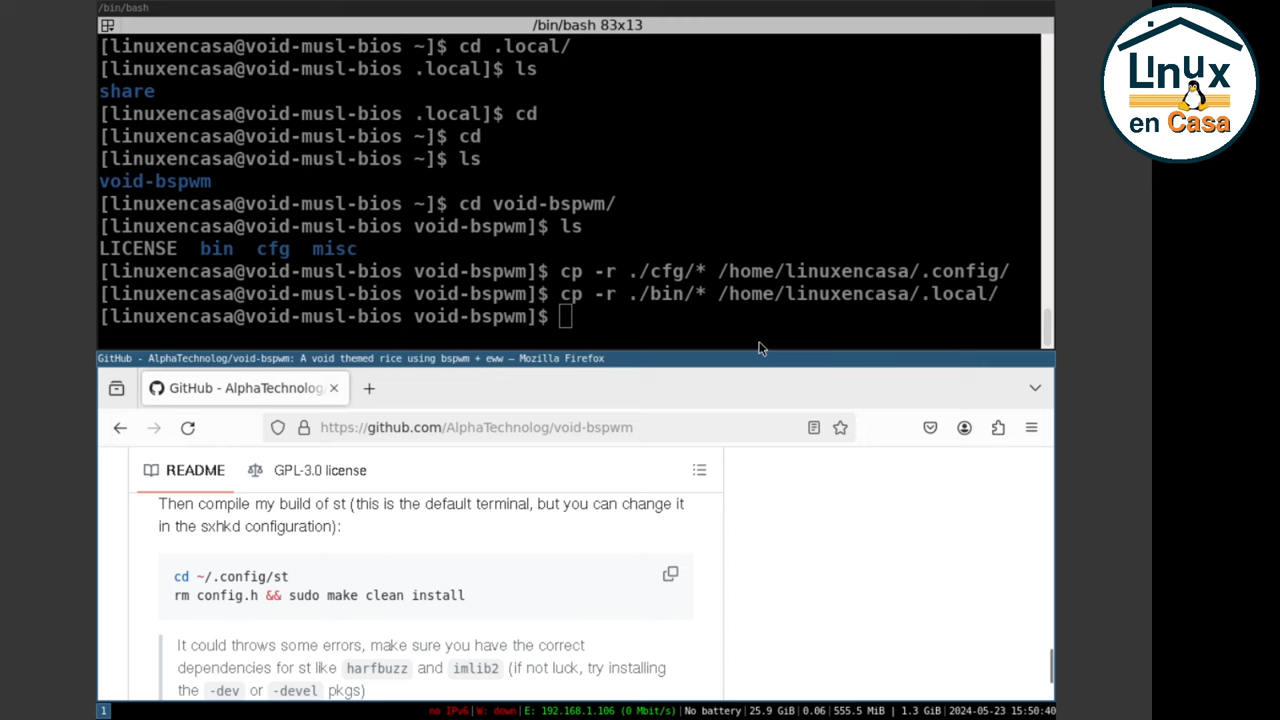 /bin/bash
/bin/bash 83x13
[linuxencasa@void-musl-bios ~]$ cd .local/
[linuxencasa@void-musl-bios .local]$ ls
share
[linuxencasa@void-musl-bios .local]$ cd
[linuxencasa@void-musl-bios ~]$ cd
[linuxencasa@void-musl-bios ~]$ ls
void-bspwm
[linuxencasa@void-musl-bios ~]$ cd void-bspwm/
[linuxencasa@void-musl-bios void-bspwm]$ ls
LICENSE bin cfg misc
[linuxencasa@void-musl-bios void-bspwm]$ cp -r ./cfg/* /home/linuxencasa/.config/
[linuxencasa@void-musl-bios void-bspwm]$ cp -r ./bin/* /home/linuxencasa/.local/
[linuxencasa@void-musl-bios void-bspwm]$
Linux
en Casa
GitHub - AlphaTechnolog/void-bspwm: A void themed rice using bspwm + eww — Mozilla Firefox
GitHub - AlphaTechnolog
https://github.com/AlphaTechnolog/void-bspwm
README GPL-3.0 license
Then compile my build of st (this is the default terminal, but you can change it
in the sxhkd configuration):
cd ~/.config/st
rm config.h && sudo make clean install
It could throws some errors, make sure you have the correct
dependencies for st like harfbuzz and imlib2 (if not luck, try installing
the -dev or -devel pkgs)
1 no IPv6|W: down|E: 192.168.1.106 (0 Mbit/s)|No battery|25.9 GiB|0.06|555.5 MiB | 1.3 GiB|2024-05-23 15:50:40